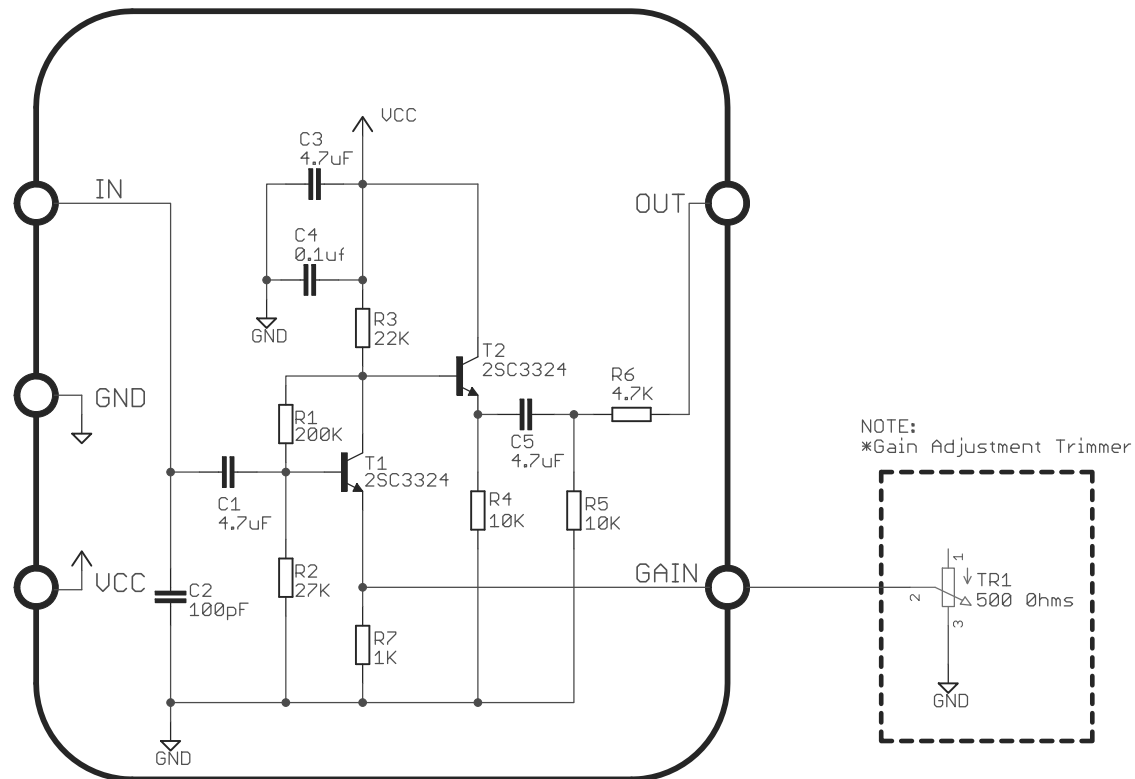 VCC
C3
4.7uF
IN
OUT
C4
0.1uf
GND
R3
22K
T2
2SC3324
R6
4.7K
GND
R1
200K
C5
4.7uF
NOTE:
*Gain Adjustment Trimmer
T1
2SC3324
C1
4.7uF
R4
10K
R5
10K
VCC
C2
100pF
R2
27K
GAIN
1
2
TR1
500 Ohms
3
R7
1K
GND
GND